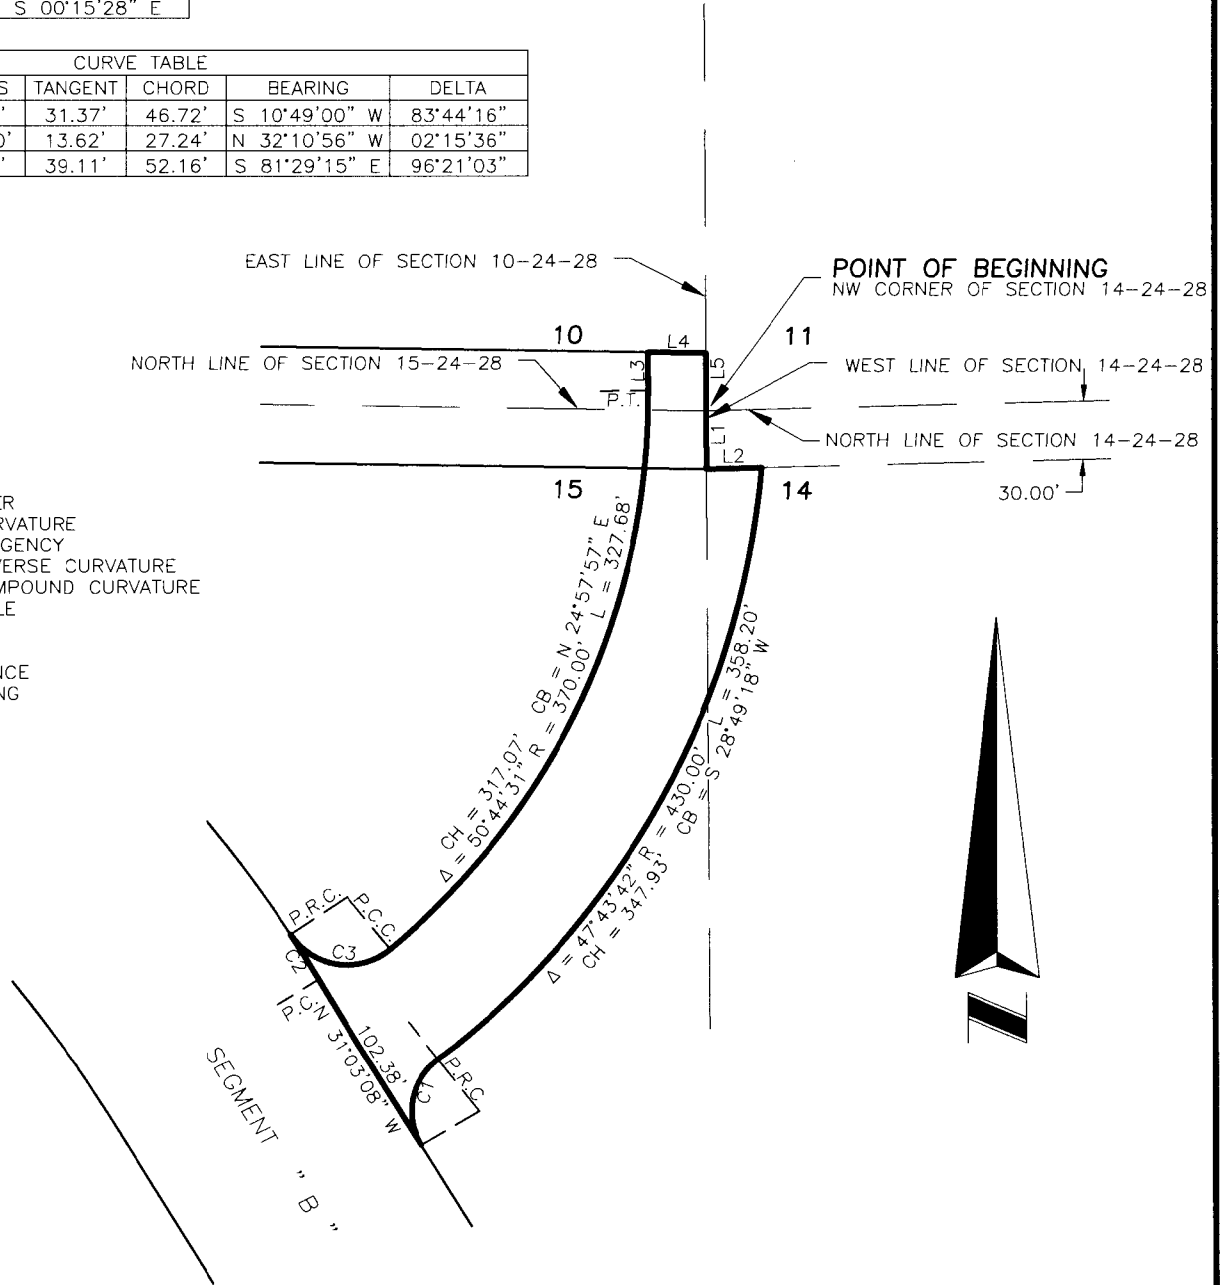 S 00°15'28" E
CURVE TABLE
S TANGENT CHORD BEARING DELTA
' 31.37' 46.72' S 10°49'00" W 83°44'16"
0' 13.62' 27.24' N 32°10'56" W 02°15'36"
' 39.11' 52.16' S 81°29'15" E 96°21'03"
EAST LINE OF SECTION 10-24-28
POINT OF BEGINNING
NW CORNER OF SECTION 14-24-28
10
L4
11
NORTH LINE OF SECTION 15-24-28
L3
L5
WEST LINE OF SECTION 14-24-28
P.T.
L1
NORTH LINE OF SECTION 14-24-28
L2
15
14
30.00'
ER
RVATURE
GENCY
VERSE CURVATURE
MPOUND CURVATURE
LE
NCE
NG
CB = N 24°57'57" E
L = 327.68'
CH = 317.07'
Δ = 50°44'31" R = 370.00'
L = 358.20'
CB = S 28°49'18" W
Δ = 47°43'42" R = 430.00'
CH = 347.93'
P.R.C.
P.C.C.
C3
C2
P.C.
N 31°03'08" W
102.38'
C1
P.R.C
SEGMENT "B"
N